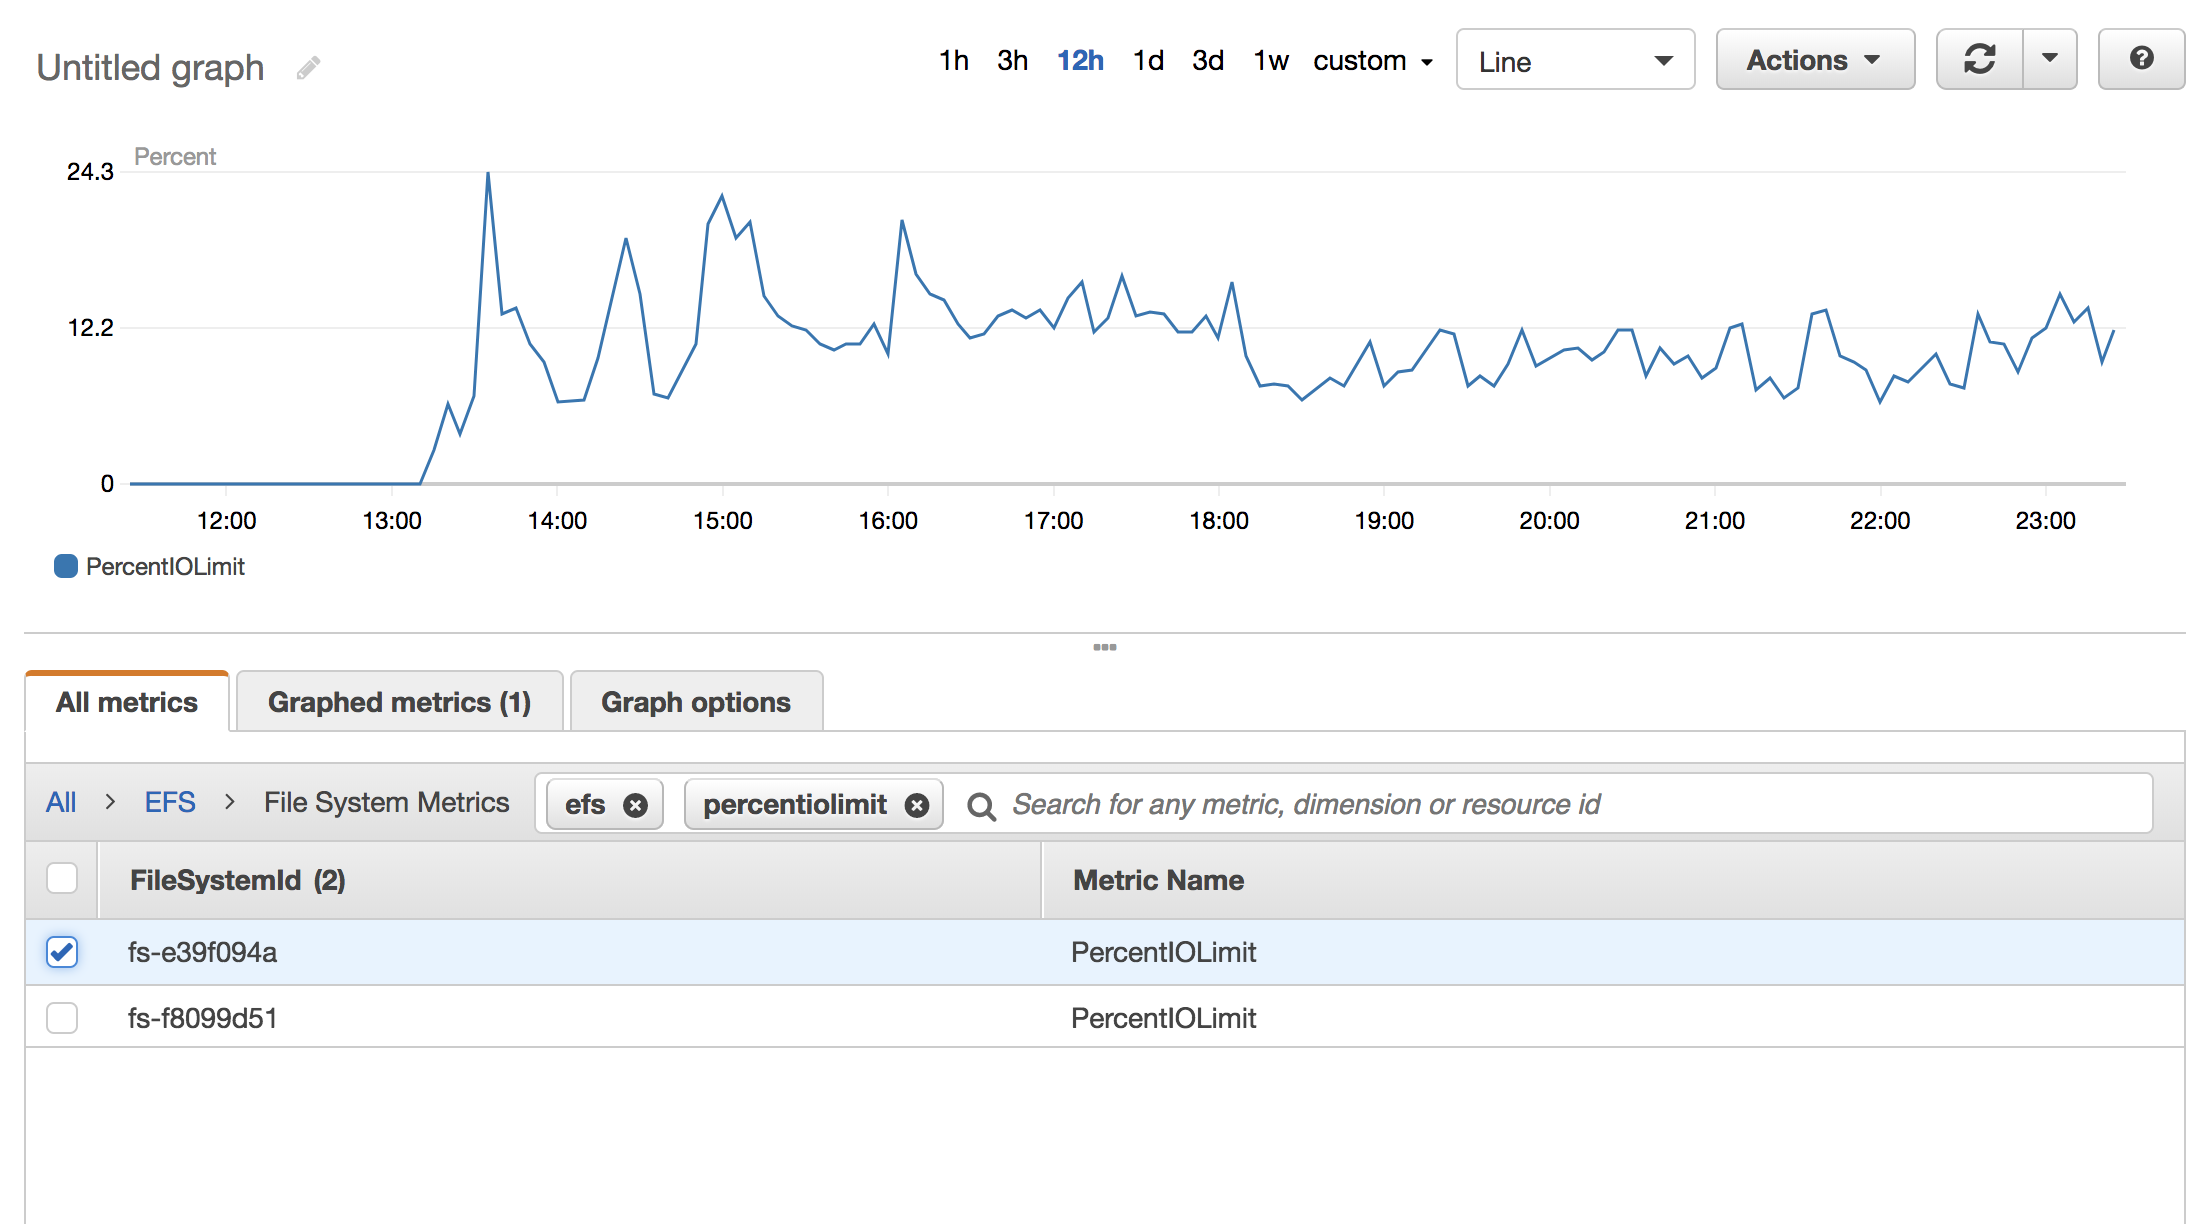 Untitled graph 1h 3h 12h 1d 3d 1w custom Line Actions ?
Percent
24.3
12.2
0
12:00 13:00 14:00 15:00 16:00 17:00 18:00 19:00 20:00 21:00 22:00 23:00
PercentIOLimit
All metrics Graphed metrics (1) Graph options
All > EFS > File System Metrics efs percentiolimit Search for any metric, dimension or resource id
FileSystemId (2) Metric Name
fs-e39f094a PercentIOLimit
fs-f8099d51 PercentIOLimit